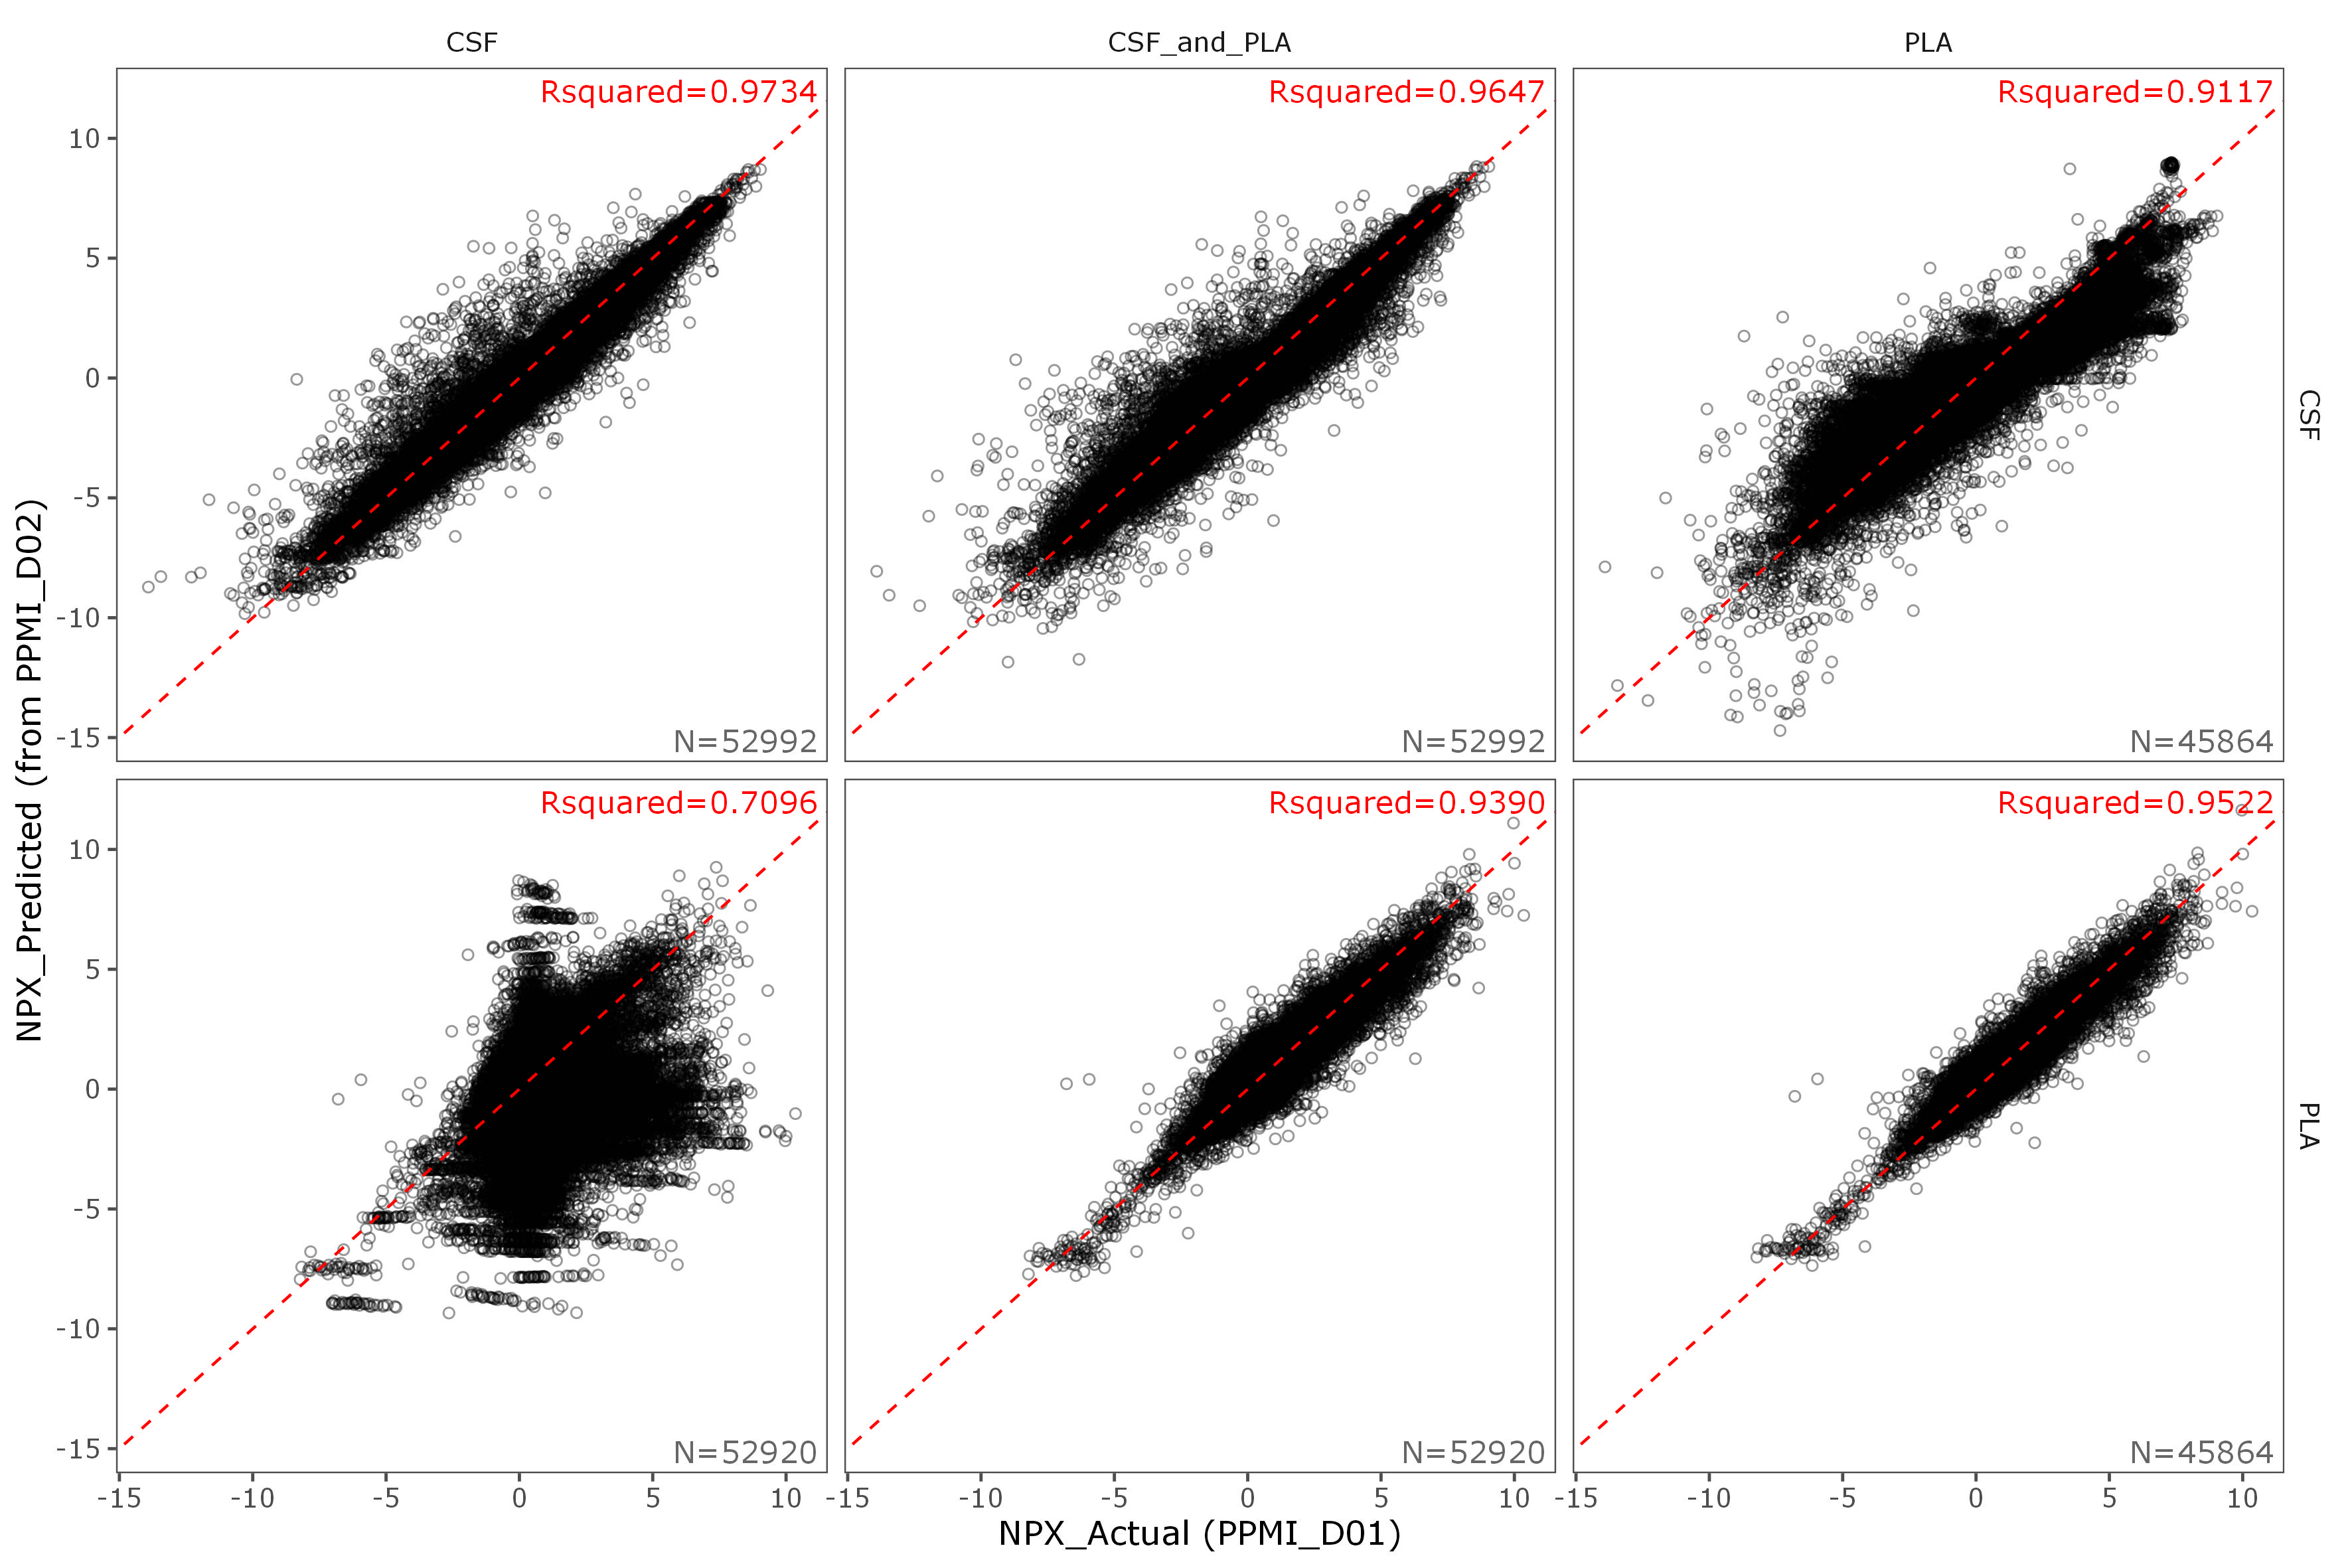 CSF
CSF_and_PLA
PLA
Rsquared=0.9734
Rsquared=0.9647
Rsquared=0.9117
10
5
0
-5
-10
-15
N=52992
N=52992
N=45864
CSF
NPX_Predicted (from PPMI_D02)
Rsquared=0.7096
Rsquared=0.9390
Rsquared=0.9522
10
5
0
-5
-10
-15
N=52920
N=52920
N=45864
PLA
-15 -10 -5 0 5 10
-15 -10 -5 0 5 10
-15 -10 -5 0 5 10
NPX_Actual (PPMI_D01)